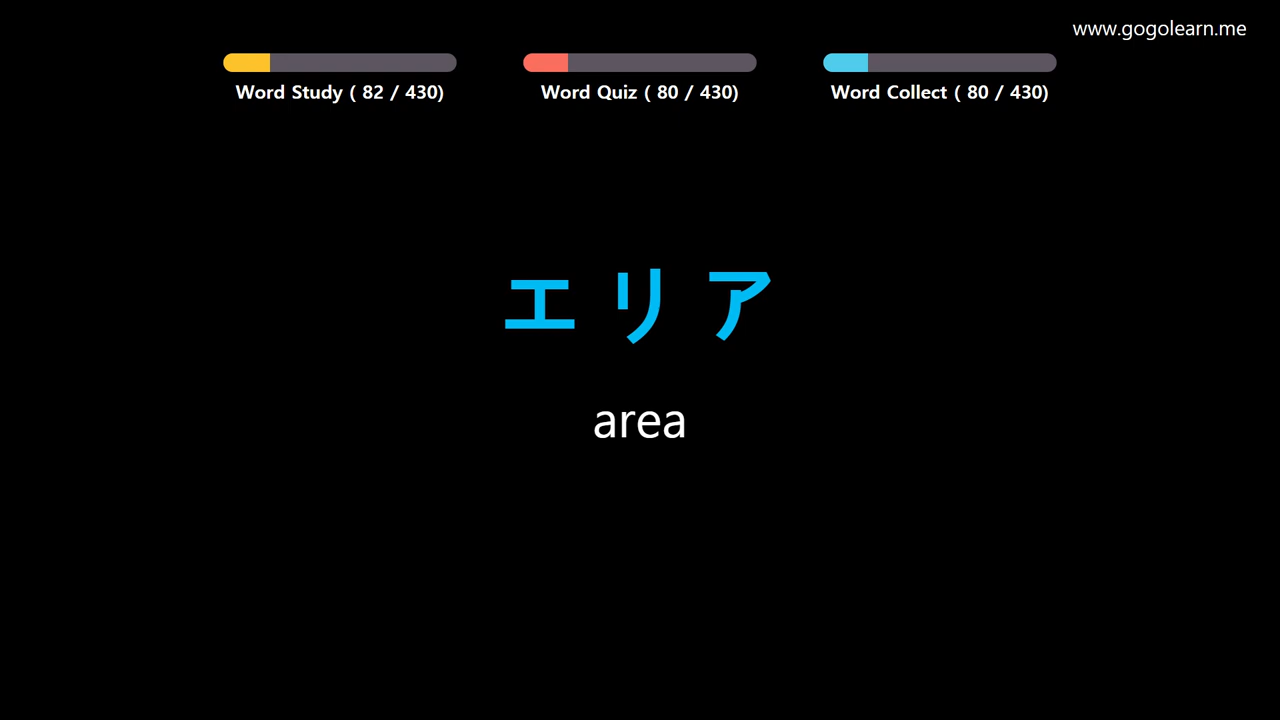 www.gogolearn.me
Word Study ( 82 / 430)
Word Quiz ( 80 / 430)
Word Collect ( 80 / 430)
エリア
area